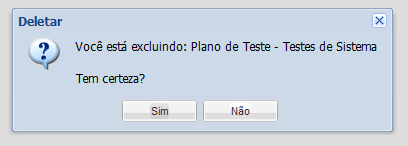 Deletar
Você está excluindo: Plano de Teste - Testes de Sistema
Tem certeza?
Sim
Não